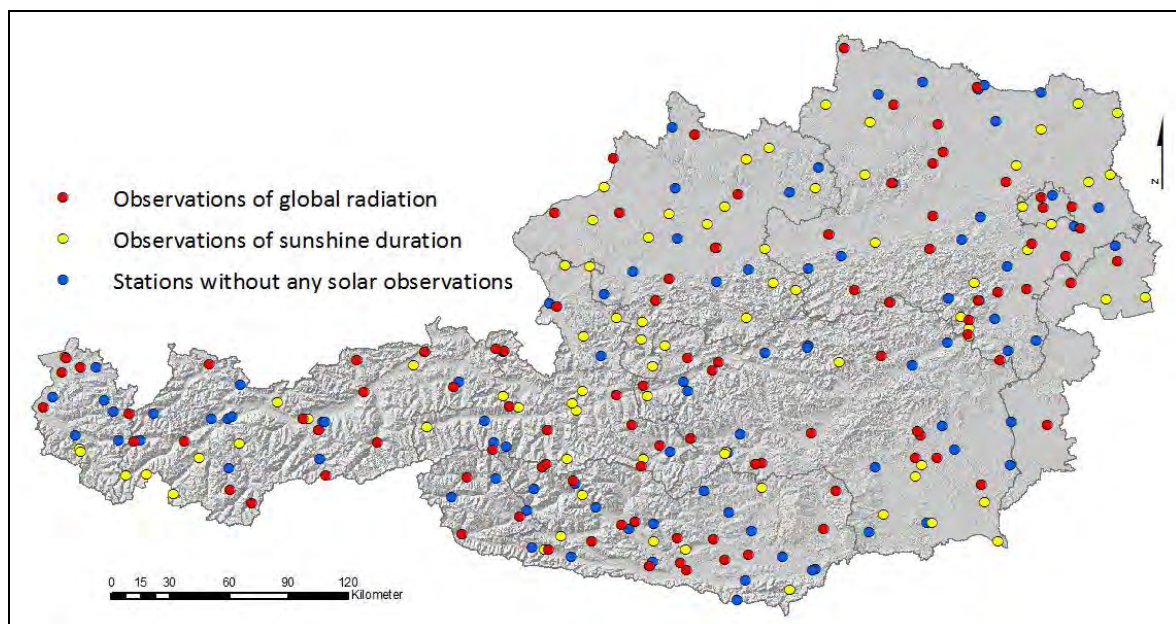 Observations of global radiation
Observations of sunshine duration
Stations without any solar observations
N
0 15 30 60 90 120
Kilometer